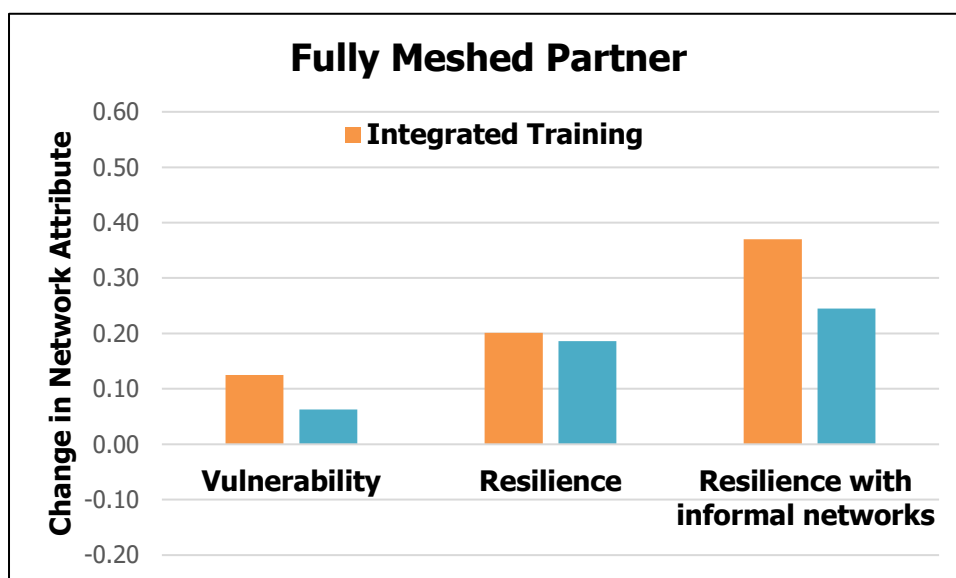 Fully Meshed Partner
Change in Network Attribute
0.60
Integrated Training
0.50
0.40
0.30
0.20
0.10
0.00
Vulnerability
Resilience
Resilience with
informal networks
-0.10
-0.20